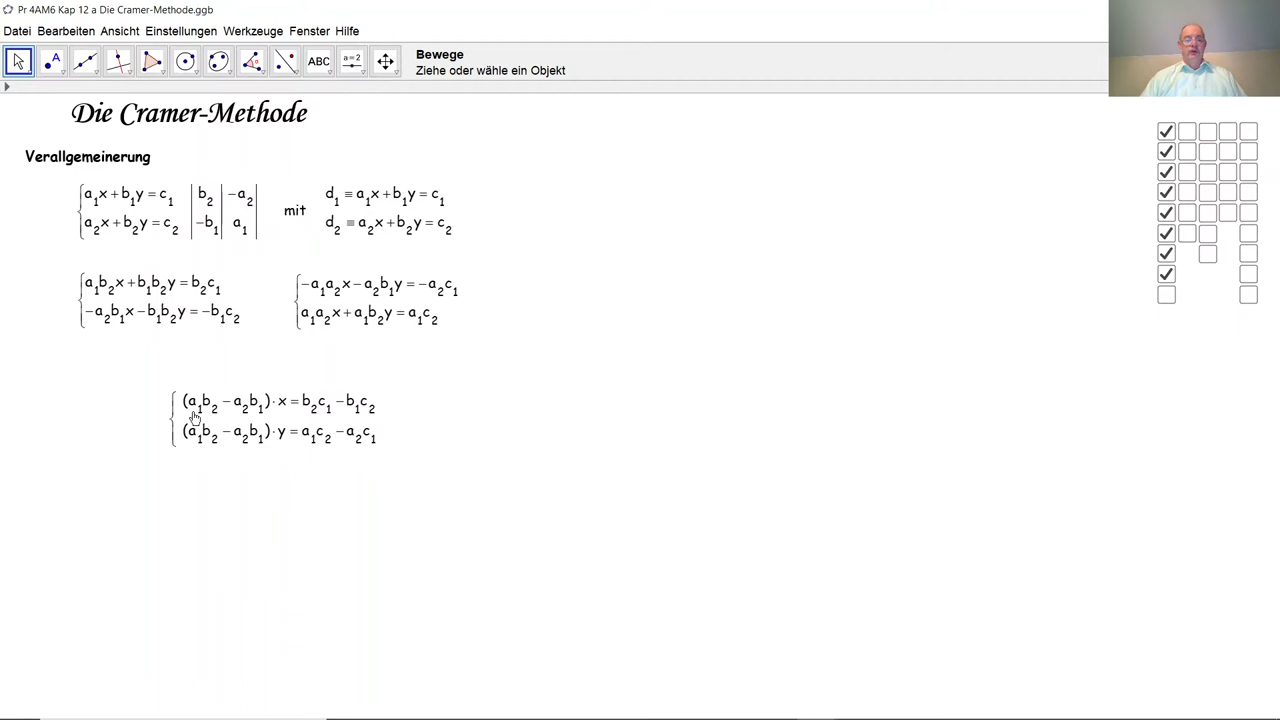 Pr 4AM6 Kap 12 a Die Cramer-Methode.ggb
Datei Bearbeiten Ansicht Einstellungen Werkzeuge Fenster Hilfe
A ABC a=2
Bewege
Ziehe oder wähle ein Objekt
Die Cramer-Methode
Verallgemeinerung
a₁x+b₁y=c₁ | b₂ | -a₂ | d₁ ≡ a₁x+b₁y=c₁
mit
a₂x+b₂y=c₂ | -b₁ | a₁ | d₂ ≡ a₂x+b₂y=c₂
a₁b₂x+b₁b₂y=b₂c₁ -a₁a₂x-a₂b₁y=-a₂c₁
-a₂b₁x-b₁b₂y=-b₁c₂ a₁a₂x+a₁b₂y=a₁c₂
(a₁b₂-a₂b₁)·x=b₂c₁-b₁c₂
(a₁b₂-a₂b₁)·y=a₁c₂-a₂c₁